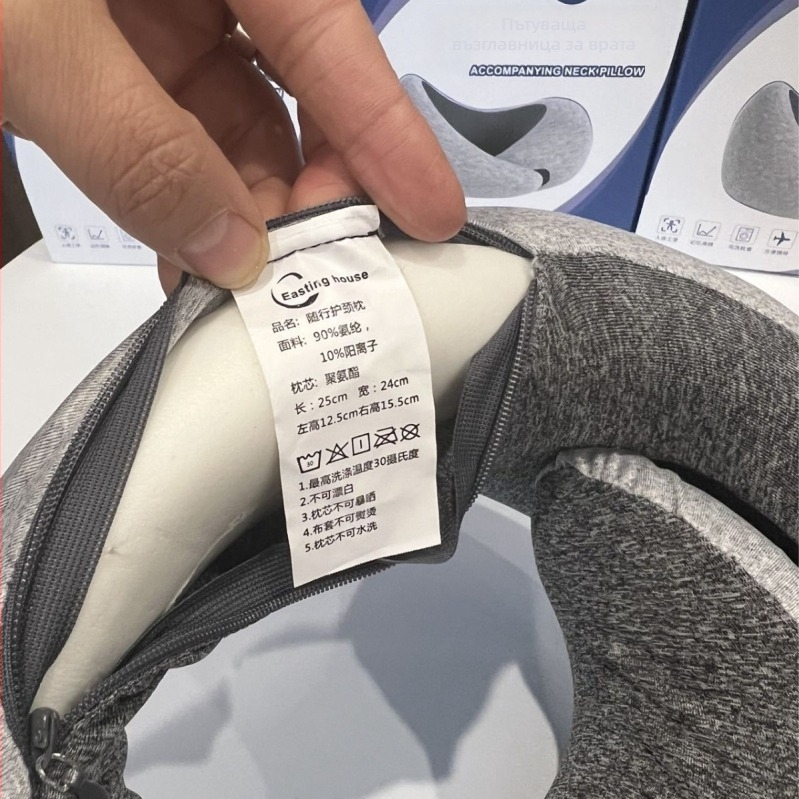 Пътуваща
възглавница за врата
ACCOMPANYING NECK PILLOW
Easting house
品名: 随行护颈枕
面料: 90%氨纶，
10%阳离子
枕芯: 聚氨酯
长：25cm 宽：24cm
左高12.5cm右高15.5cm
30
1.最高洗涤温度30摄氏度
2.不可漂白
3.枕芯不可暴晒
4.布套不可熨烫
5.枕芯不可水洗